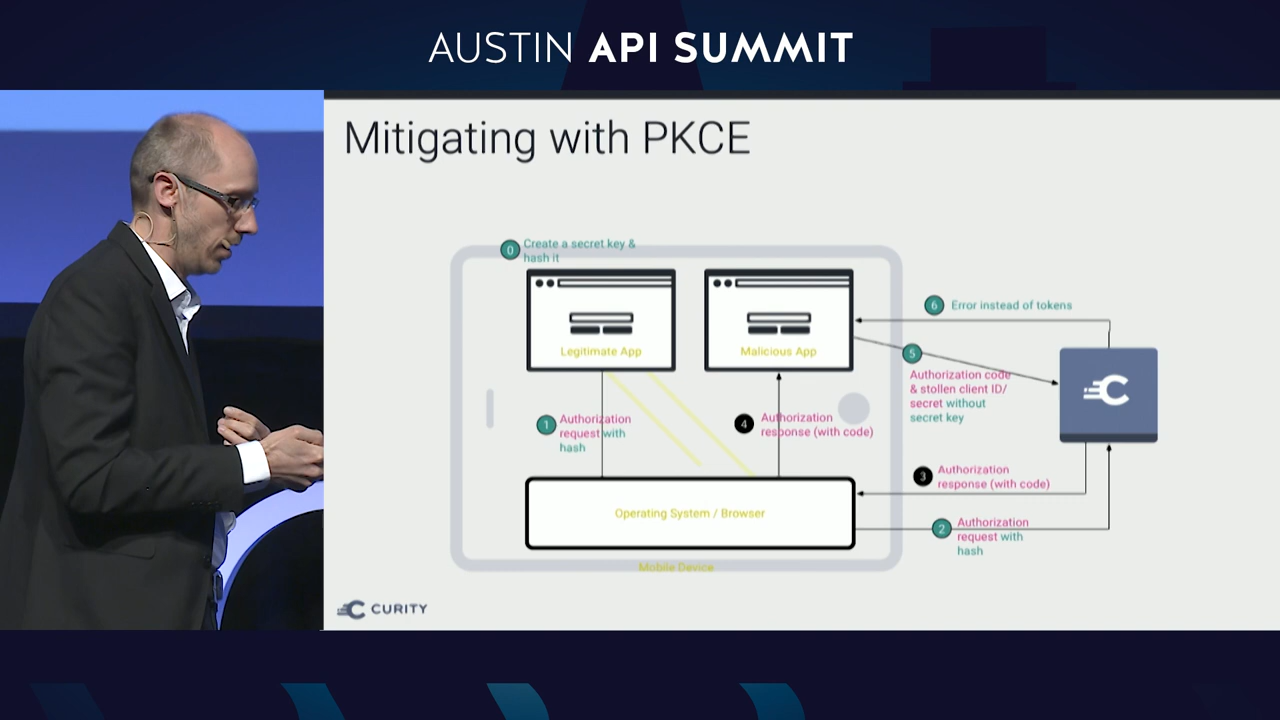 AUSTIN API SUMMIT
Mitigating with PKCE
0
Create a secret key &
hash it
Legitimate App
Malicious App
6
Error instead of tokens
5
Authorization code
& stollen client ID/
secret without
secret key
1
Authorization
request with
hash
4
Authorization
response (with code)
3
Authorization
response (with code)
Operating System / Browser
2
Authorization
request with
hash
Mobile Device
CURITY